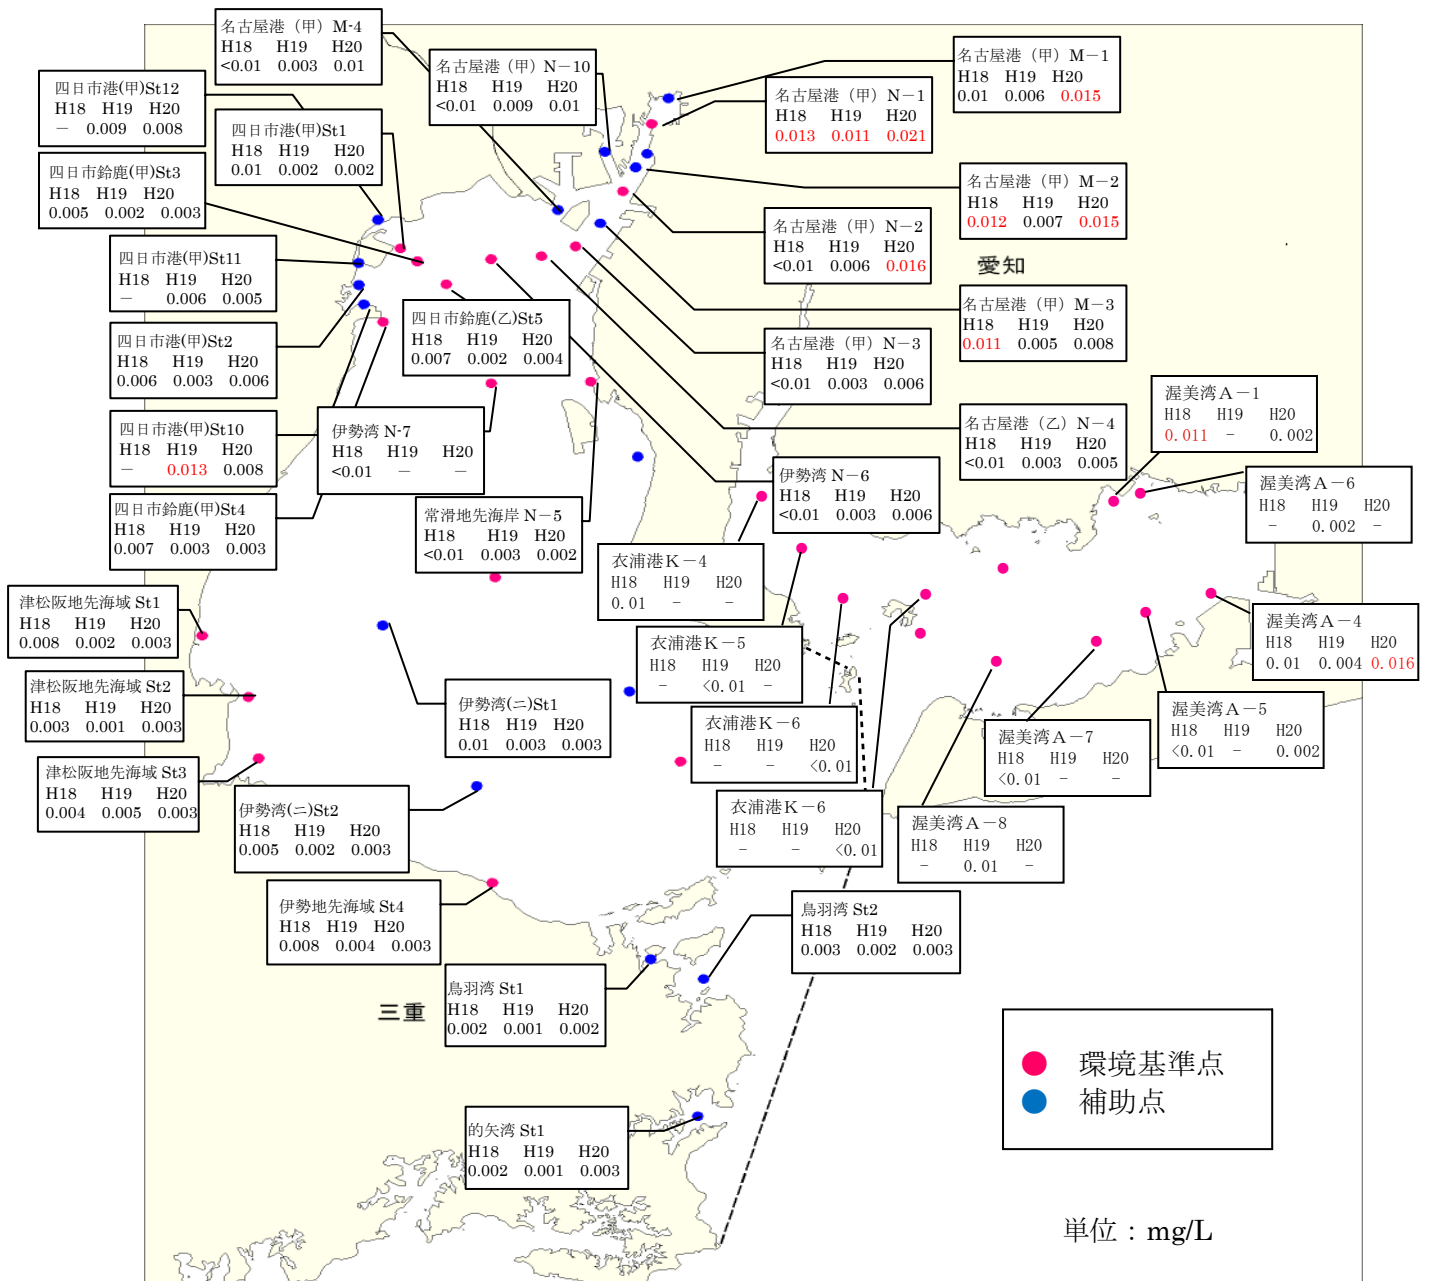 名古屋港（甲）M-4
H18 H19 H20
<0.01 0.003 0.01
名古屋港（甲）N－10
H18 H19 H20
<0.01 0.009 0.01
名古屋港（甲）M－1
H18 H19 H20
0.01 0.006 0.015
四日市港(甲)St12
H18 H19 H20
－ 0.009 0.008
名古屋港（甲）N－1
H18 H19 H20
0.013 0.011 0.021
四日市港(甲)St1
H18 H19 H20
0.01 0.002 0.002
四日市鈴鹿(甲)St3
H18 H19 H20
0.005 0.002 0.003
名古屋港（甲）M－2
H18 H19 H20
0.012 0.007 0.015
名古屋港（甲）N－2
H18 H19 H20
<0.01 0.006 0.016
四日市港(甲)St11
H18 H19 H20
－ 0.006 0.005
愛知
名古屋港（甲）M－3
H18 H19 H20
0.011 0.005 0.008
四日市鈴鹿(乙)St5
H18 H19 H20
0.007 0.002 0.004
四日市港(甲)St2
H18 H19 H20
0.006 0.003 0.006
名古屋港（甲）N－3
H18 H19 H20
<0.01 0.003 0.006
渥美湾A－1
H18 H19 H20
0.011 － 0.002
四日市港(甲)St10
H18 H19 H20
－ 0.013 0.008
伊勢湾 N-7
H18 H19 H20
<0.01 － －
名古屋港（乙）N－4
H18 H19 H20
<0.01 0.003 0.005
伊勢湾 N－6
H18 H19 H20
<0.01 0.003 0.006
渥美湾A－6
H18 H19 H20
－ 0.002 －
四日市鈴鹿(甲)St4
H18 H19 H20
0.007 0.003 0.003
常滑地先海岸 N－5
H18 H19 H20
<0.01 0.003 0.002
衣浦港K－4
H18 H19 H20
0.01 － －
津松阪地先海域 St1
H18 H19 H20
0.008 0.002 0.003
衣浦港K－5
H18 H19 H20
－ <0.01 －
渥美湾A－4
H18 H19 H20
0.01 0.004 0.016
津松阪地先海域 St2
H18 H19 H20
0.003 0.001 0.003
伊勢湾(ニ)St1
H18 H19 H20
0.01 0.003 0.003
衣浦港K－6
H18 H19 H20
－ － <0.01
渥美湾A－7
H18 H19 H20
<0.01 － －
渥美湾A－5
H18 H19 H20
<0.01 － 0.002
津松阪地先海域 St3
H18 H19 H20
0.004 0.005 0.003
伊勢湾(ニ)St2
H18 H19 H20
0.005 0.002 0.003
衣浦港K－6
H18 H19 H20
－ － <0.01
渥美湾A－8
H18 H19 H20
－ 0.01 －
伊勢地先海域 St4
H18 H19 H20
0.008 0.004 0.003
鳥羽湾 St2
H18 H19 H20
0.003 0.002 0.003
鳥羽湾 St1
H18 H19 H20
0.002 0.001 0.002
三重
環境基準点
補助点
的矢湾 St1
H18 H19 H20
0.002 0.001 0.003
単位：mg/L